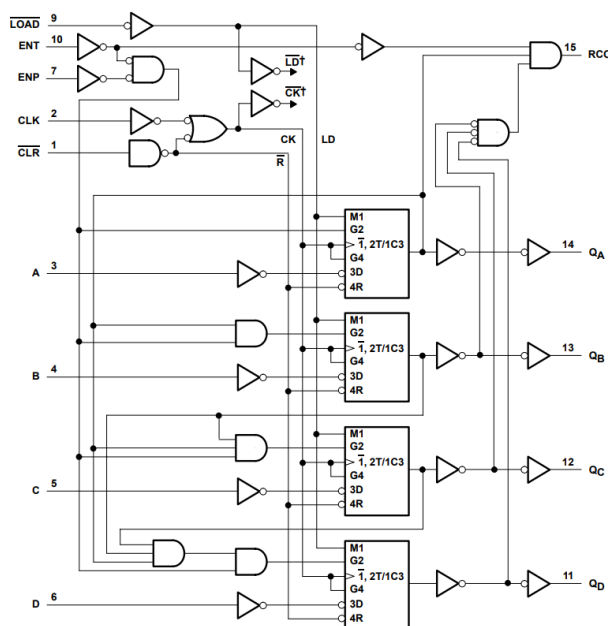 LOAD 9
ENT 10
15 RCO
ENP 7
LD†
CK†
CLK 2
CLR 1
CK LD
R
M1
G2
1, 2T/1C3
G4
3D
4R
A 3
14 QA
M1
G2
1, 2T/1C3
G4
3D
4R
B 4
13 QB
M1
G2
1, 2T/1C3
G4
3D
4R
C 5
12 QC
M1
G2
1, 2T/1C3
G4
3D
4R
D 6
11 QD